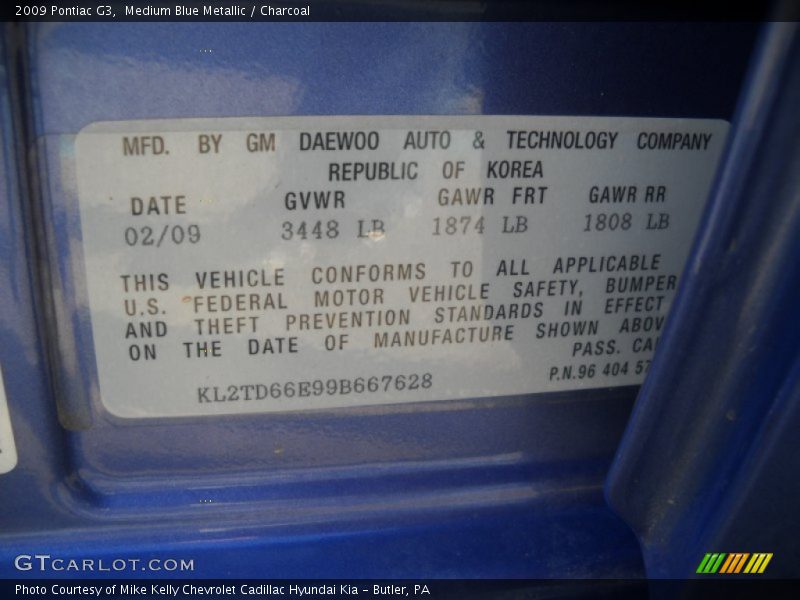 2009 Pontiac G3,  Medium Blue Metallic / Charcoal
MFD. BY GM DAEWOO AUTO & TECHNOLOGY COMPANY
REPUBLIC OF KOREA
DATE GVWR GAWR FRT GAWR RR
02/09 3448 LB 1874 LB 1808 LB
THIS VEHICLE CONFORMS TO ALL APPLICABLE
U.S. FEDERAL MOTOR VEHICLE SAFETY, BUMPER
AND THEFT PREVENTION STANDARDS IN EFFECT
ON THE DATE OF MANUFACTURE SHOWN ABOV
PASS. CA
KL2TD66E99B667628 P.N.96 404 57
GTCARLOT.COM
Photo Courtesy of Mike Kelly Chevrolet Cadillac Hyundai Kia – Butler, PA